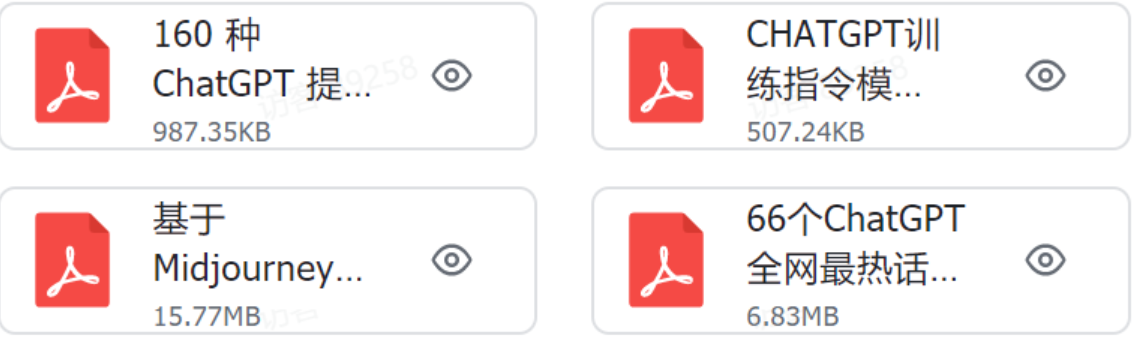 160 种
ChatGPT 提...
987.35KB
CHATGPT训
练指令模...
507.24KB
基于
Midjourney...
15.77MB
66个ChatGPT
全网最热话...
6.83MB